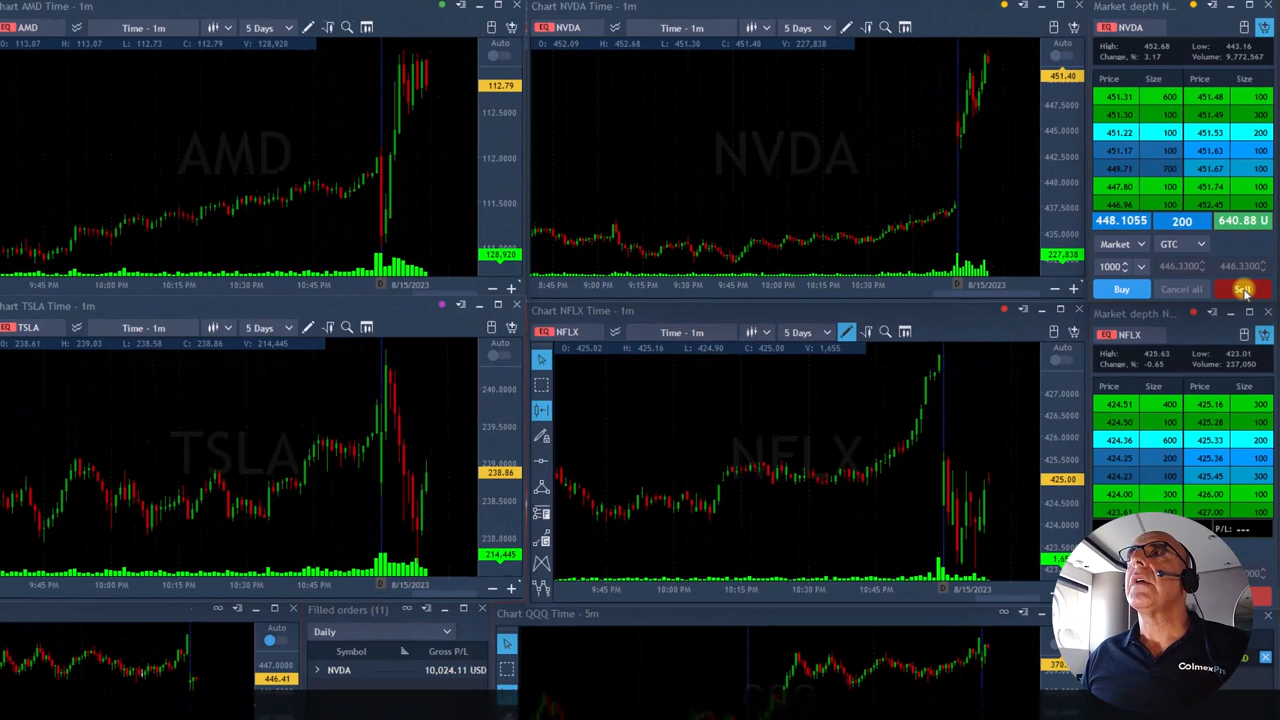 Chart AMD Time - 1m
EQ AMD Time - 1m 5 Days
O: 113.07 H: 113.07 L: 112.73 C: 112.79 V: 128,920
Auto
112.79
112.5000
112.0000
111.5000
128,920
AMD
10:00 PM 10:15 PM 10:30 PM 10:45 PM D 8/15/2023
Chart NVDA Time - 1m
EQ NVDA Time - 1m 5 Days
O: 452.09 H: 452.68 L: 451.30 C: 451.40 V: 227,838
Auto
451.40
447.5000
445.0000
442.5000
440.0000
437.5000
435.0000
227,838
NVDA
9:00 PM 9:15 PM 9:30 PM 9:45 PM 10:00 PM 10:15 PM 10:30 PM 10:45 PM D 8/15/2023
Market depth N...
EQ NVDA
High: 452.68 Low: 443.16
Change, %: 3.17 Volume: 9,772,567
Price Size Price Size
451.31 600 451.48 100
451.30 100 451.49 300
451.22 100 451.53 200
451.17 100 451.63 100
449.71 700 451.67 100
447.80 100 451.74 100
446.96 100 452.45 100
448.1055 200 640.88 U
Market GTC
1000 446.3300 446.3300
Buy Cancel all Sell
Chart TSLA Time - 1m
EQ TSLA Time - 1m 5 Days
O: 238.61 H: 239.03 L: 238.58 C: 238.86 V: 214,445
Auto
240.0000
239.5000
239.0000
238.86
238.5000
238.0000
214,445
TSLA
9:45 PM 10:00 PM 10:15 PM 10:30 PM 10:45 PM D 8/15/2023
Chart NFLX Time - 1m
EQ NFLX Time - 1m 5 Days
O: 425.02 H: 425.16 L: 424.90 C: 425.00 V: 1,655
Auto
427.0000
426.0000
425.5000
425.00
424.5000
424.0000
NFLX
9:45 PM 10:00 PM 10:15 PM 10:30 PM 10:45 PM D 8/15/2023
Market depth N...
EQ NFLX
High: 425.63 Low: 423.01
Change, %: -0.65 Volume: 237,050
Price Size Price Size
424.51 400 425.16 300
424.50 100 425.28 100
424.36 600 425.33 200
424.25 200 425.36 100
424.23 100 425.45 300
424.00 300 426.00 100
423.61 100 427.00 100
P/L: ---
Auto
447.0000
446.41
Filled orders (11)
Daily
Symbol Gross P/L
NVDA 10,024.11 USD
Chart QQQ Time - 5m
ColmexPro